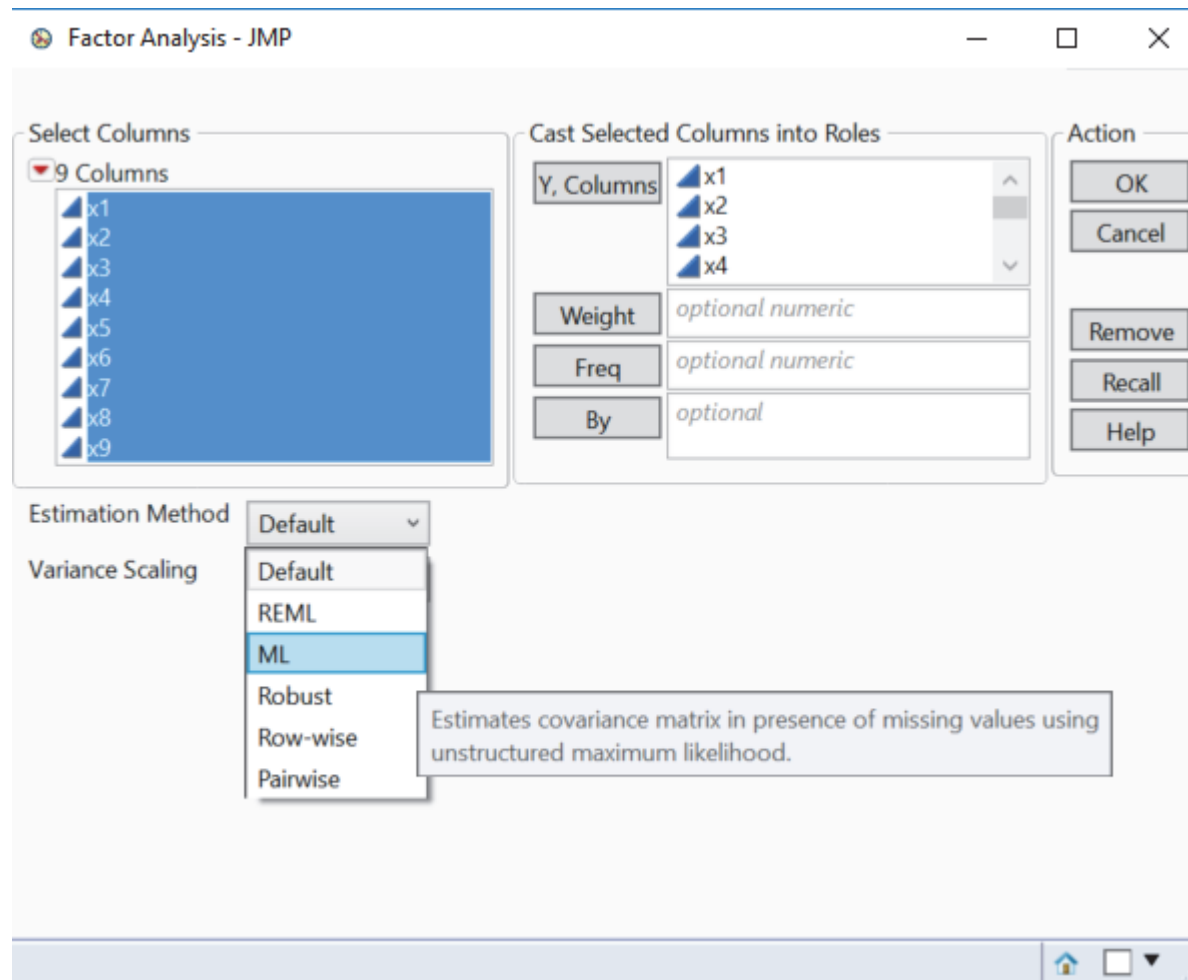 Factor Analysis - JMP
Select Columns
9 Columns
x1
x2
x3
x4
x5
x6
x7
x8
x9
Cast Selected Columns into Roles
Y, Columns
x1
x2
x3
x4
Weight
optional numeric
Freq
optional numeric
By
optional
Action
OK
Cancel
Remove
Recall
Help
Estimation Method
Default
Variance Scaling
Default
REML
ML
Robust
Row-wise
Pairwise
Estimates covariance matrix in presence of missing values using
unstructured maximum likelihood.